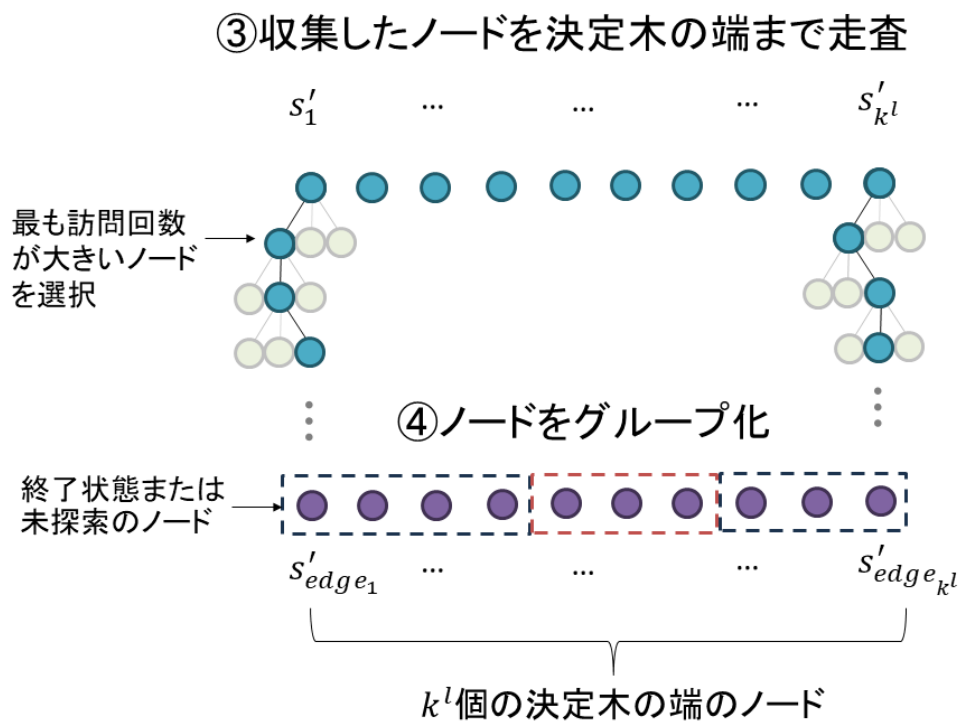 ③収集したノードを決定木の端まで走査
s′₁ … … … s′ₖˡ
最も訪問回数
が大きいノード
を選択
④ノードをグループ化
終了状態または
未探索のノード
s′edge₁ … … … s′edgeₖˡ
kˡ個の決定木の端のノード